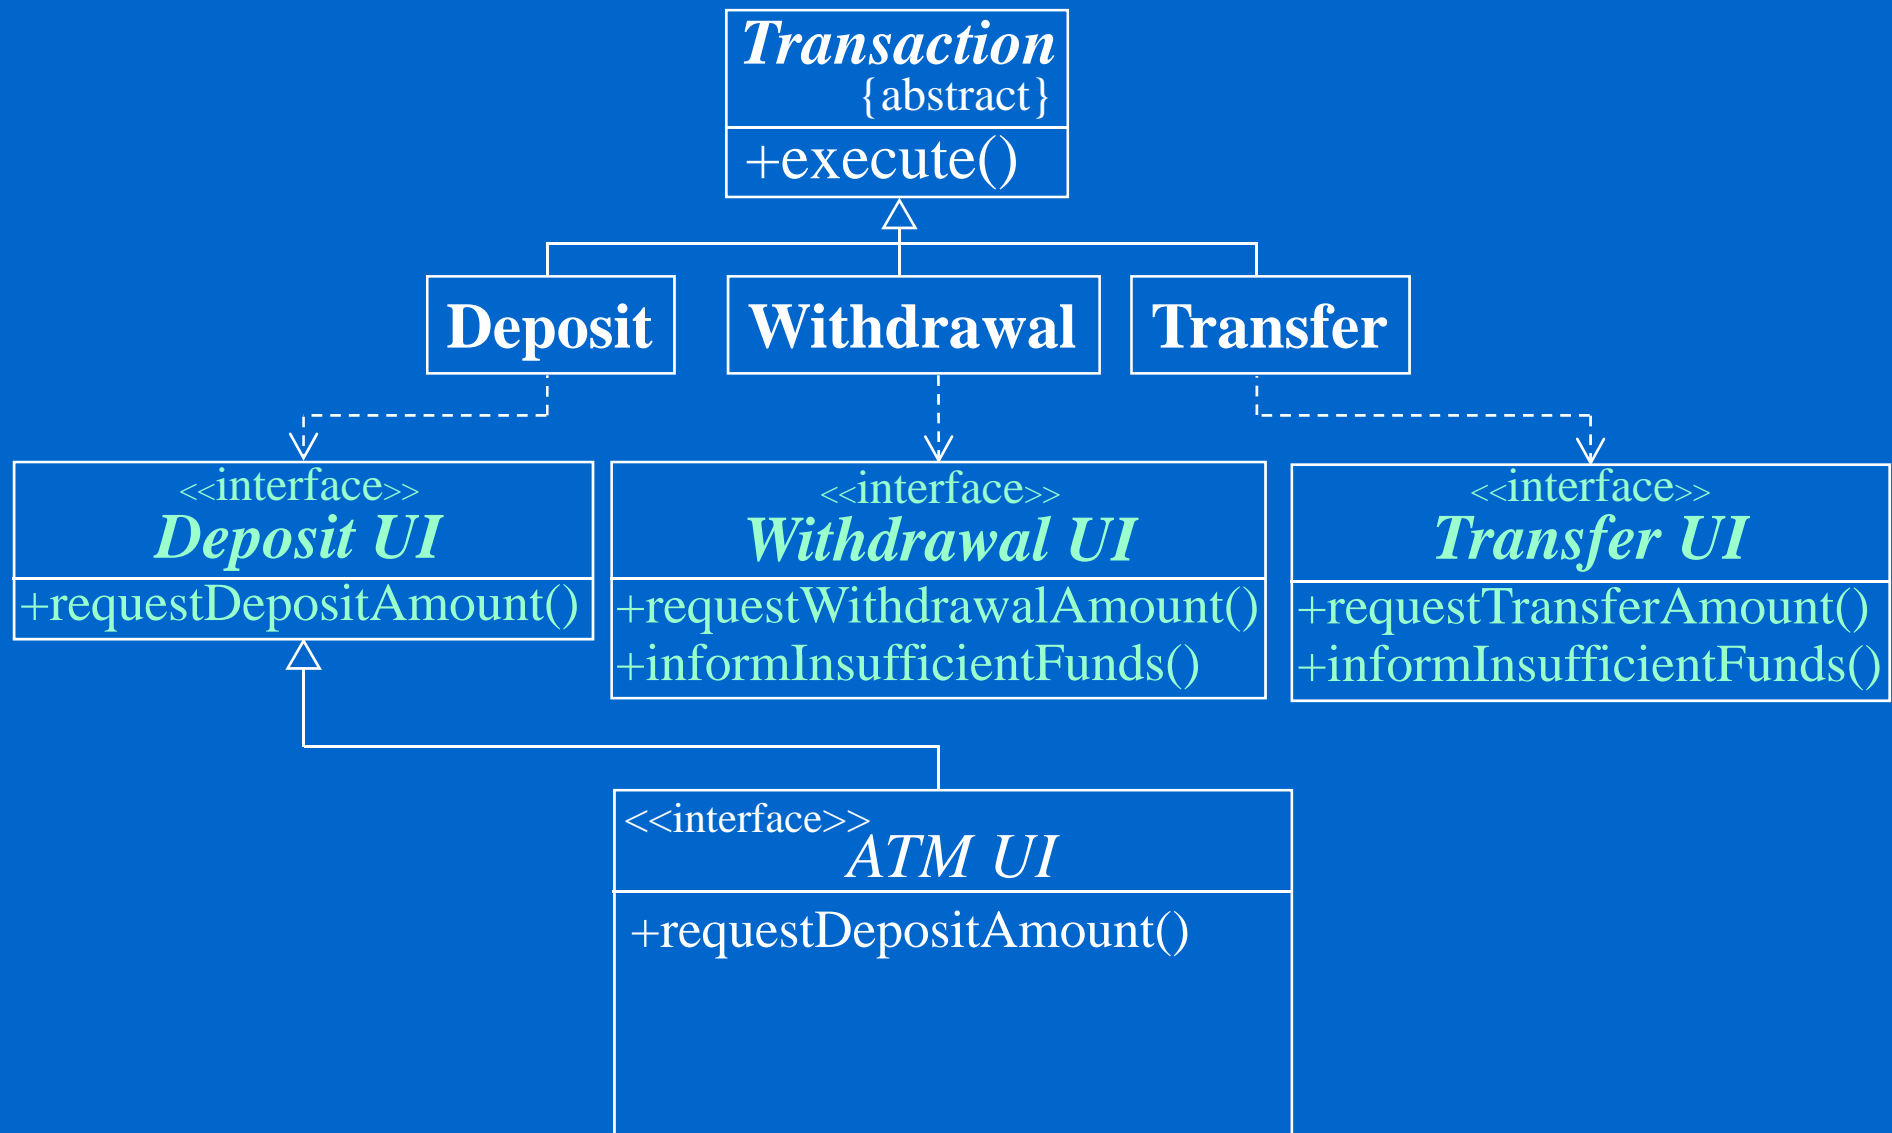 Transaction
{abstract}
+execute()
Deposit
Withdrawal
Transfer
<<interface>>
Deposit UI
+requestDepositAmount()
<<interface>>
Withdrawal UI
+requestWithdrawalAmount()
+informInsufficientFunds()
<<interface>>
Transfer UI
+requestTransferAmount()
+informInsufficientFunds()
<<interface>>
ATM UI
+requestDepositAmount()